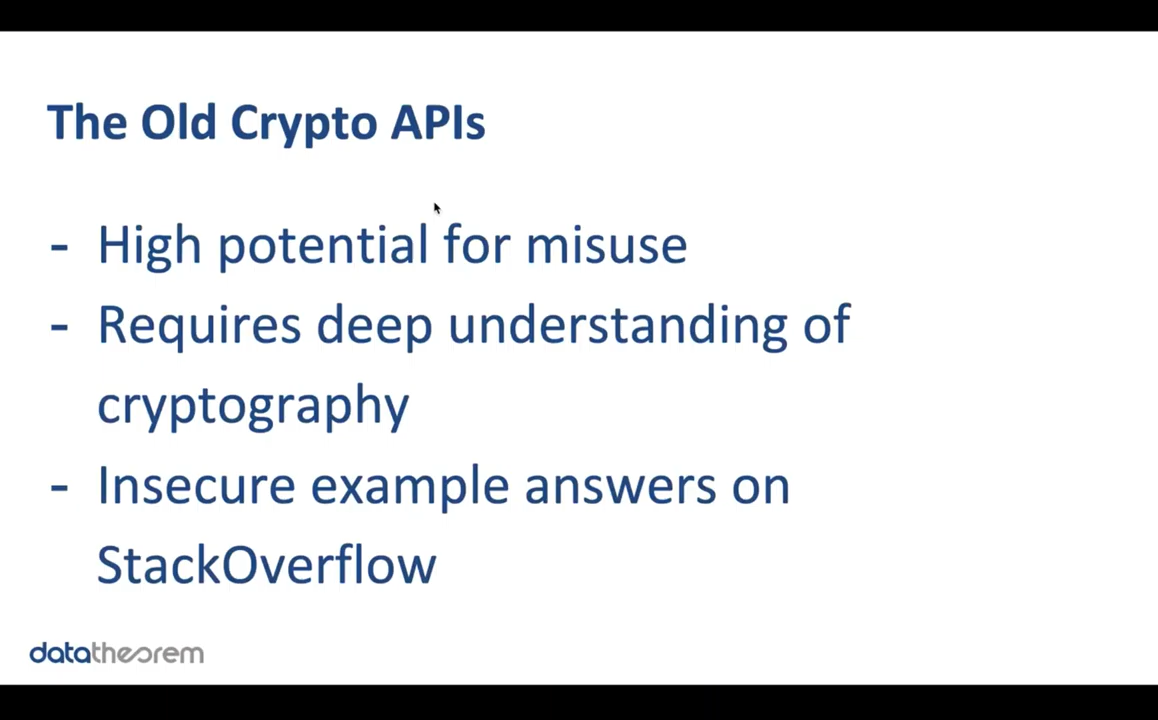 The Old Crypto APIs
- High potential for misuse
- Requires deep understanding of
cryptography
- Insecure example answers on
StackOverflow
datatheorem